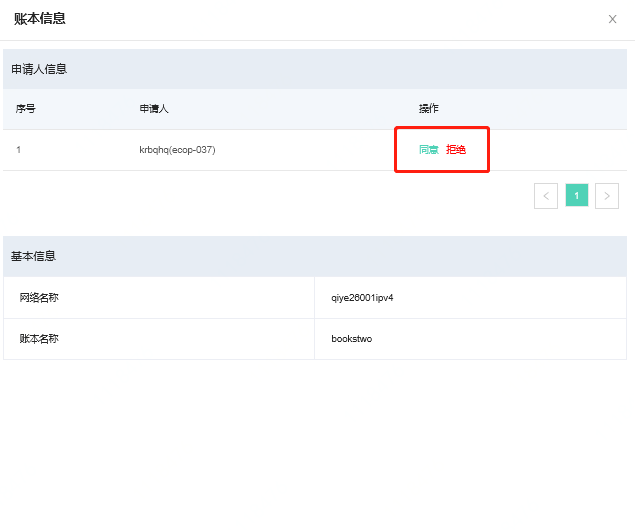 账本信息
申请人信息
序号 申请人 操作
1 krbqhq(ecop-037) 同意 拒绝
1
基本信息
网络名称 qiye26001ipv4
账本名称 bookstwo